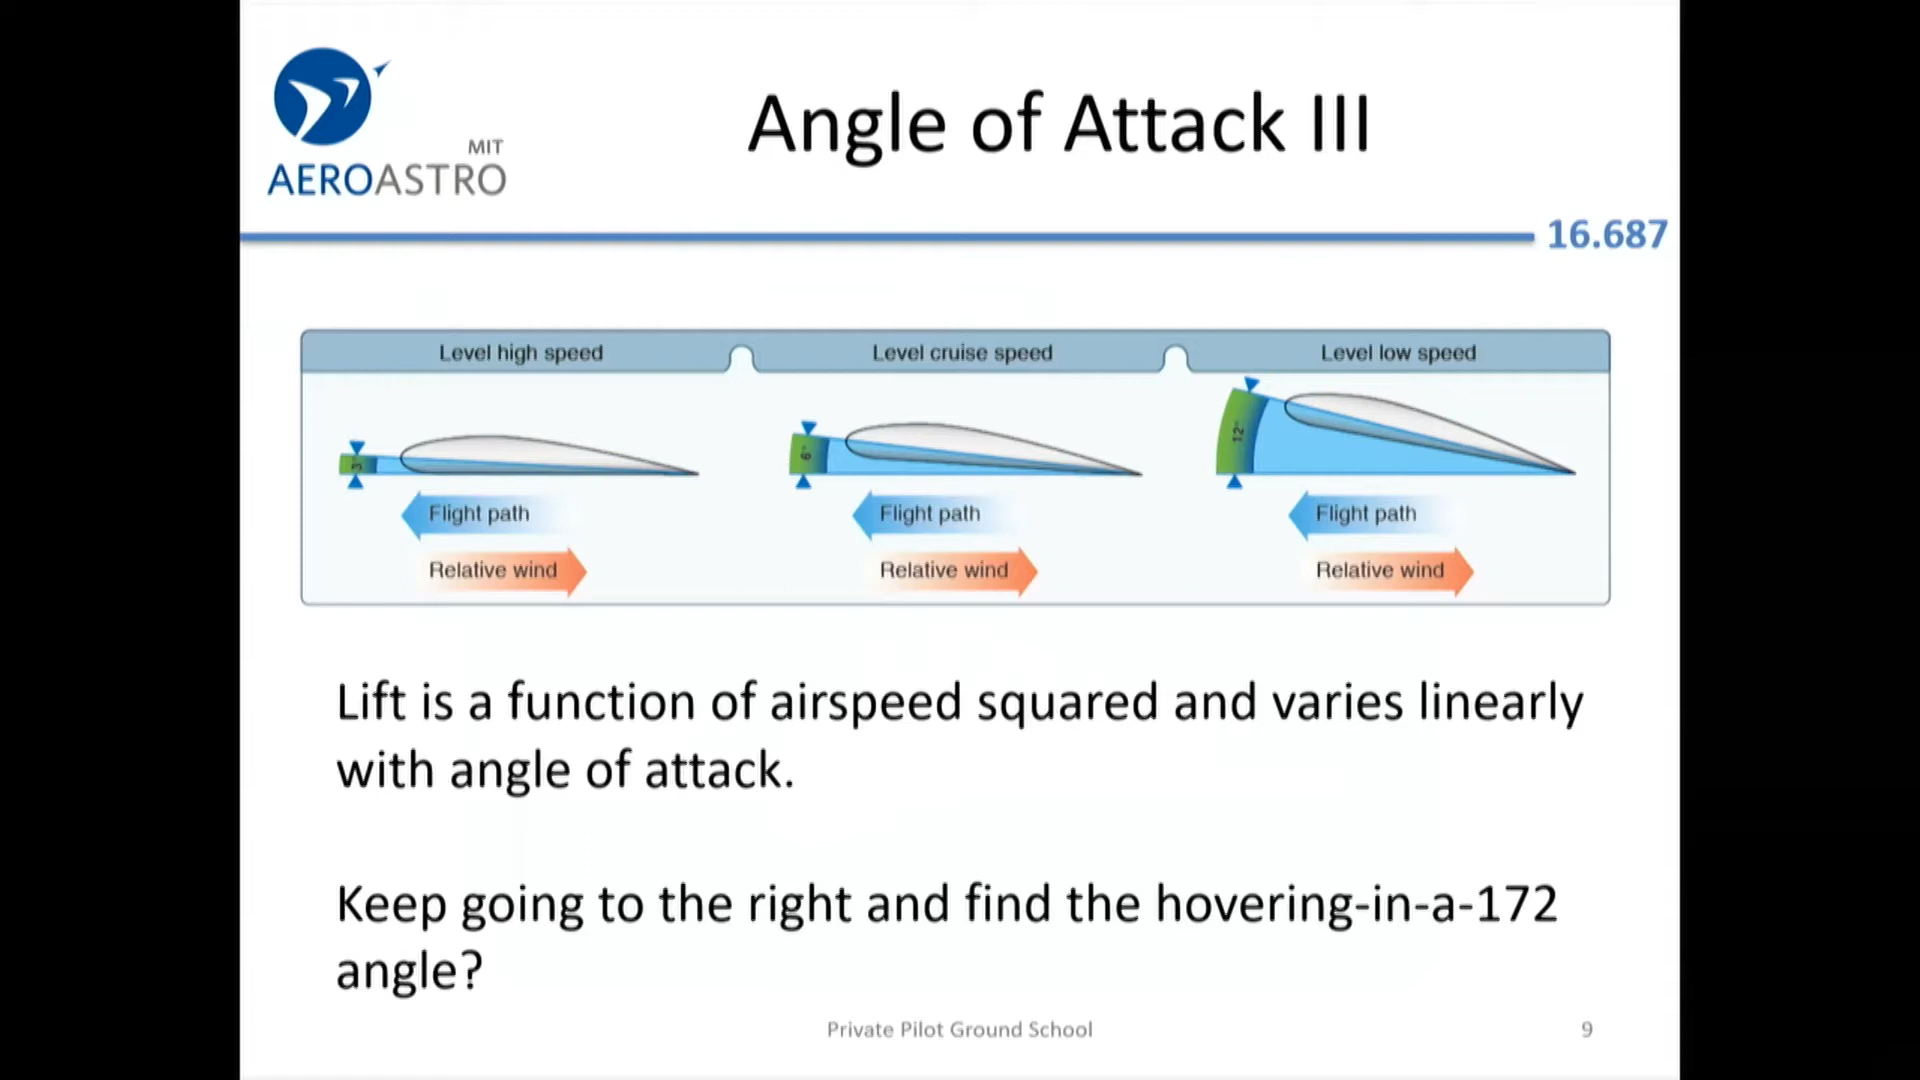 MIT
AEROASTRO
Angle of Attack III
16.687
Level high speed
Level cruise speed
Level low speed
3°
6°
12°
Flight path
Flight path
Flight path
Relative wind
Relative wind
Relative wind
Lift is a function of airspeed squared and varies linearly
with angle of attack.
Keep going to the right and find the hovering-in-a-172
angle?
Private Pilot Ground School
9